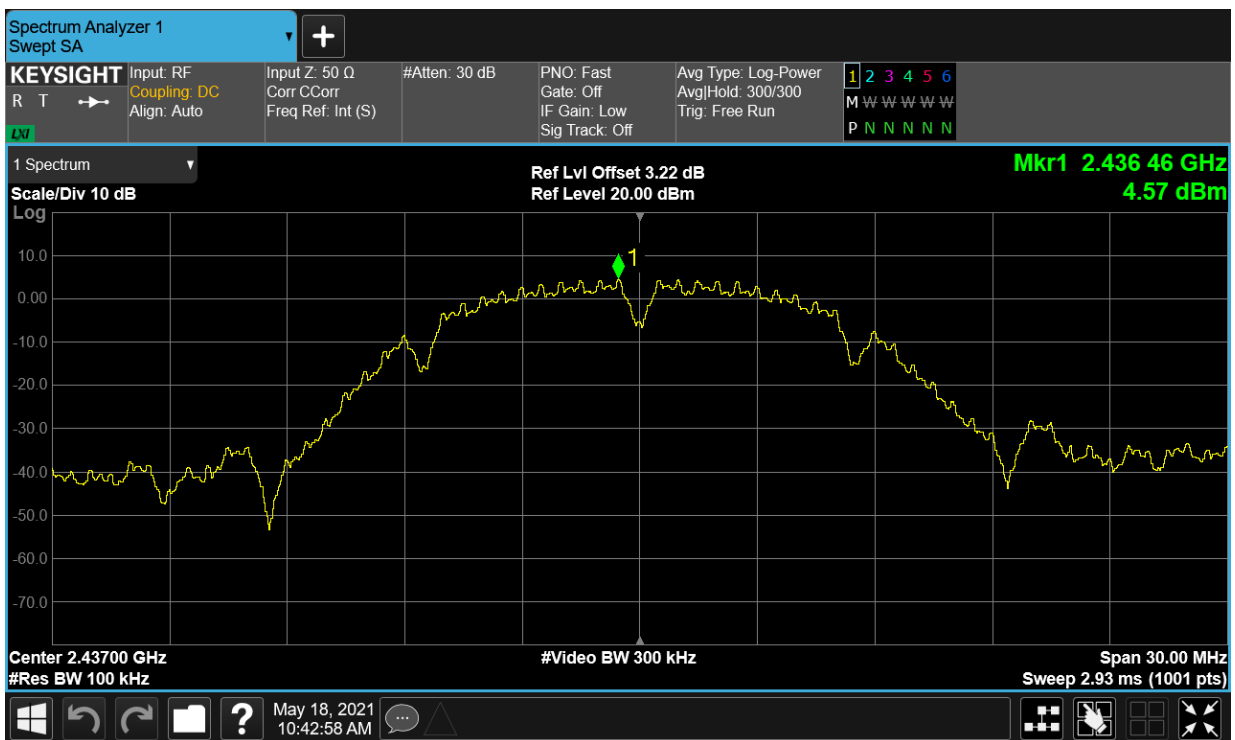 Spectrum Analyzer 1
Swept SA
KEYSIGHT
R T
LXI
Input: RF
Coupling: DC
Align: Auto
Input Z: 50 Ω
Corr CCorr
Freq Ref: Int (S)
#Atten: 30 dB
PNO: Fast
Gate: Off
IF Gain: Low
Sig Track: Off
Avg Type: Log-Power
Avg|Hold: 300/300
Trig: Free Run
1 2 3 4 5 6
M W W W W W
P N N N N N
1 Spectrum
Scale/Div 10 dB
Ref Lvl Offset 3.22 dB
Ref Level 20.00 dBm
Mkr1 2.436 46 GHz
4.57 dBm
Log
10.0
0.00
-10.0
-20.0
-30.0
-40.0
-50.0
-60.0
-70.0
1
Center 2.43700 GHz
#Res BW 100 kHz
#Video BW 300 kHz
Span 30.00 MHz
Sweep 2.93 ms (1001 pts)
?
May 18, 2021
10:42:58 AM